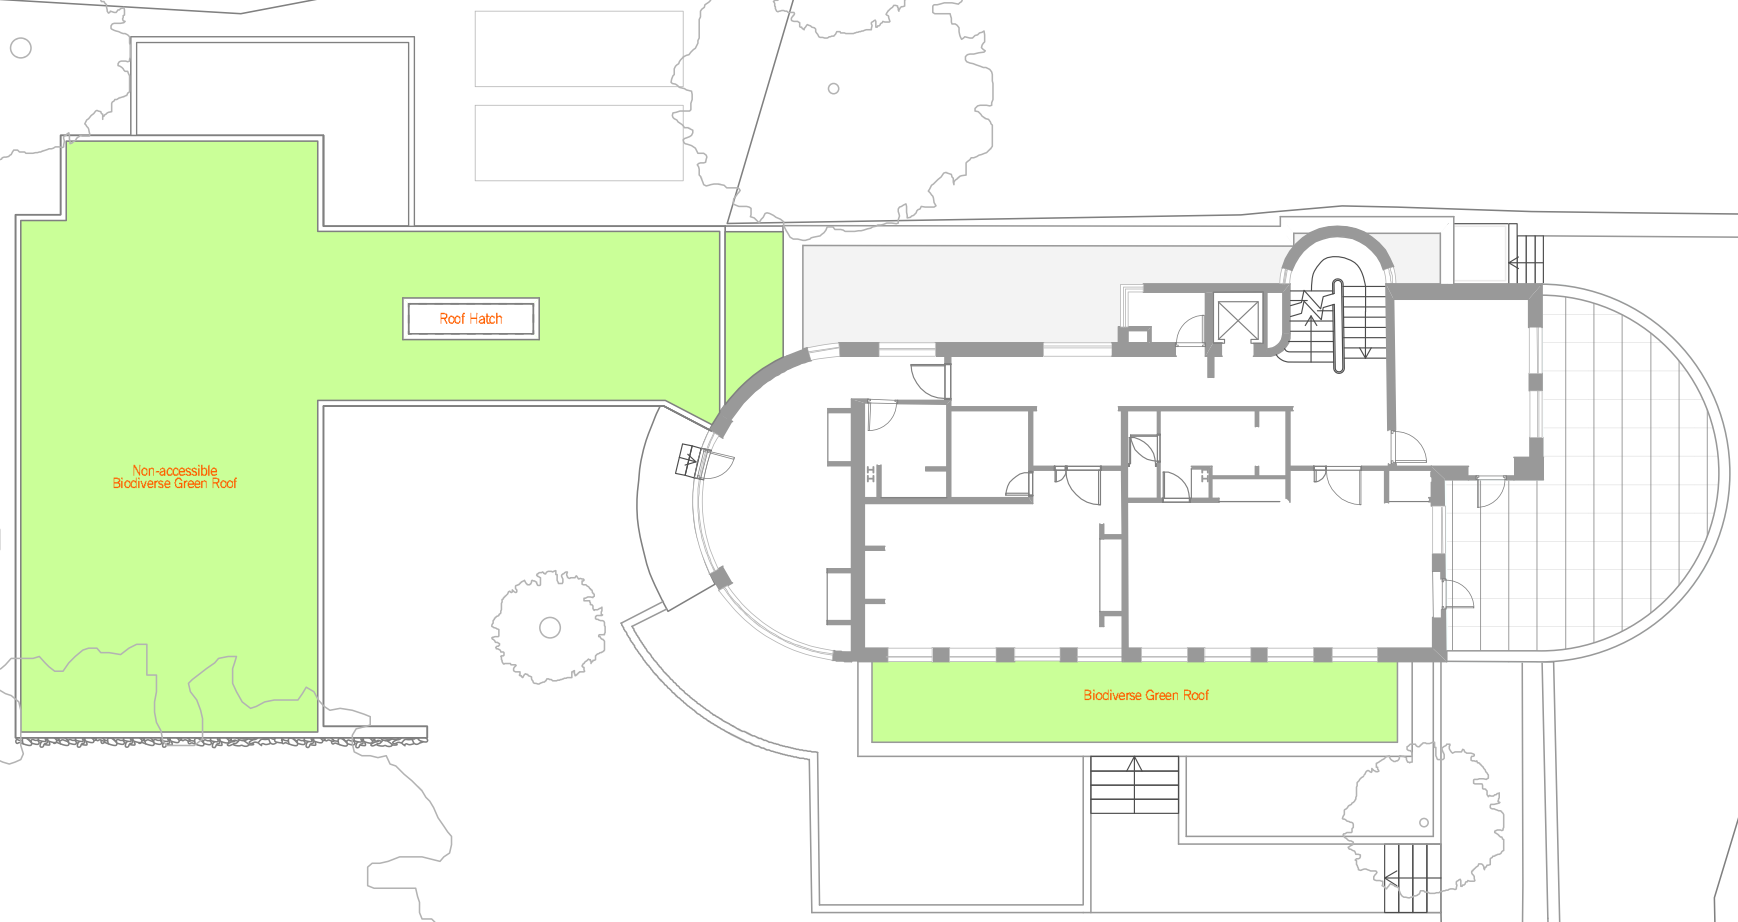 Roof Hatch
Non-accessible
Biodiverse Green Roof
Biodiverse Green Roof